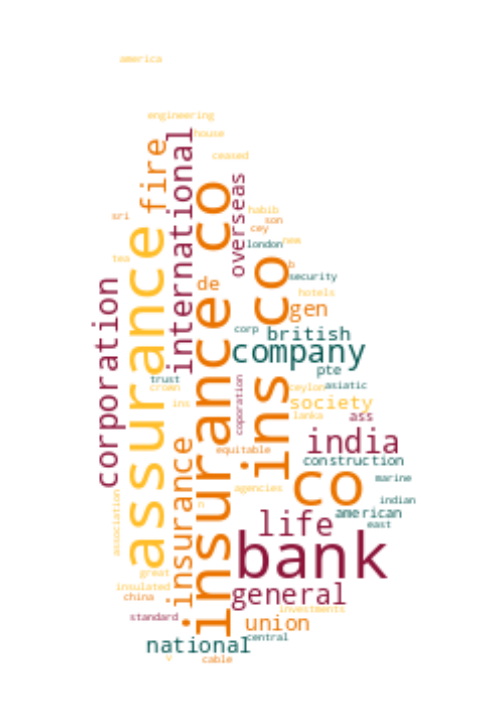 america
engineering
house
fire
international
ceased
overseas
insurance co
habib
sri
son
cey
assurance
new
london
tea
b
ins co
security
corporation
de
hotels
gen
corp
british
company
pte
trust
asiatic
crown
ceylon
coporation
ins
society
lanka
ass
india
insurance
equitable
construction
co
marine
agencies
association
indian
n
american
life
east
bank
great
insulated
general
china
investments
standard
union
national
central
v
cable